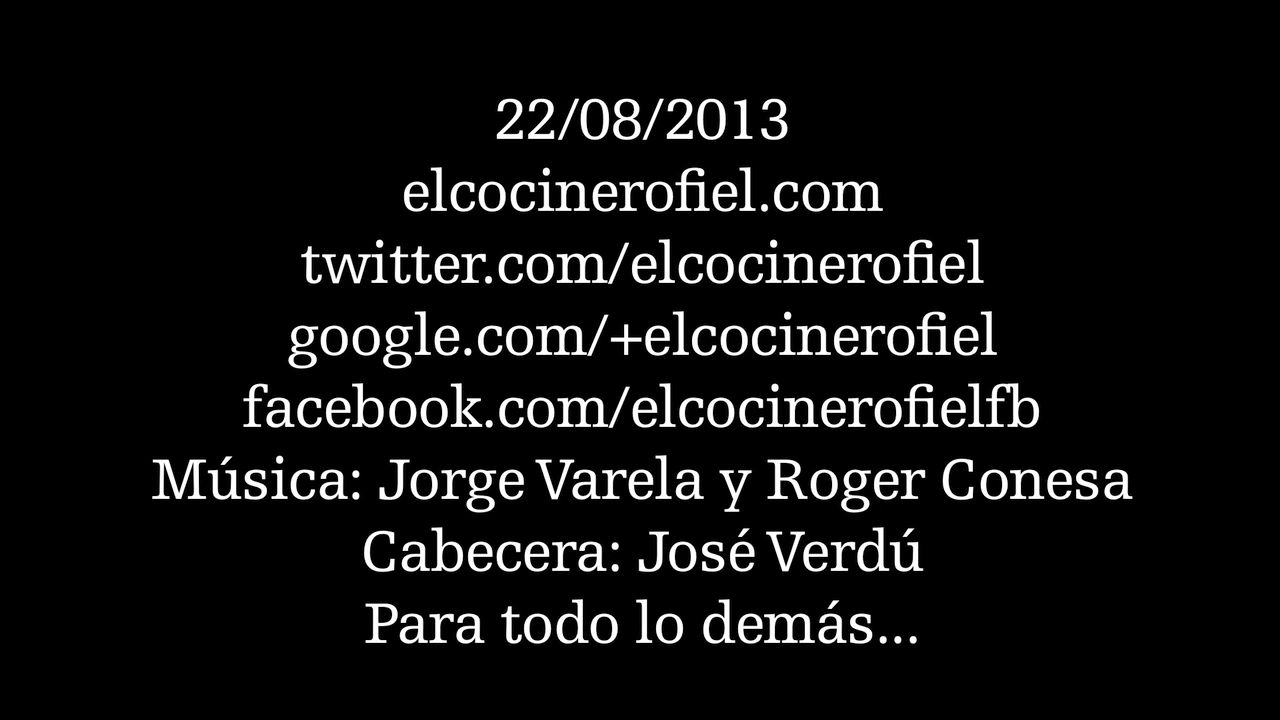 22/08/2013
elcocinerofiel.com
twitter.com/elcocinerofiel
google.com/+elcocinerofiel
facebook.com/elcocinerofielfb
Música: Jorge Varela y Roger Conesa
Cabecera: José Verdú
Para todo lo demás...